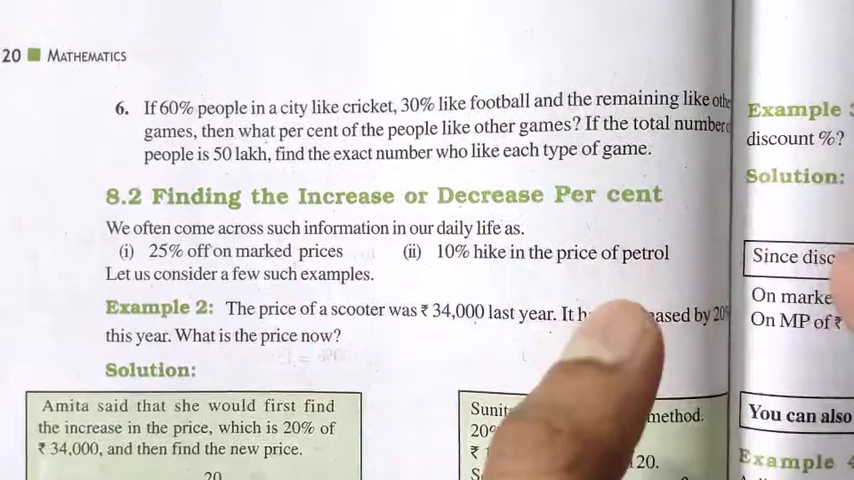 20 ■ MATHEMATICS
6. If 60% people in a city like cricket, 30% like football and the remaining like
games, then what per cent of the people like other games? If the total number
people is 50 lakh, find the exact number who like each type of game.
8.2 Finding the Increase or Decrease Per cent
We often come across such information in our daily life as.
(i) 25% off on marked prices (ii) 10% hike in the price of petrol
Let us consider a few such examples.
Example 2: The price of a scooter was ₹ 34,000 last year. It by 20%
this year. What is the price now?
Solution:
Amita said that she would first find
the increase in the price, which is 20% of
₹ 34,000, and then find the new price.
20
method.
₹
120.
Example
discount %?
Solution:
Since
On
On MP of ₹
You can also
Example 4